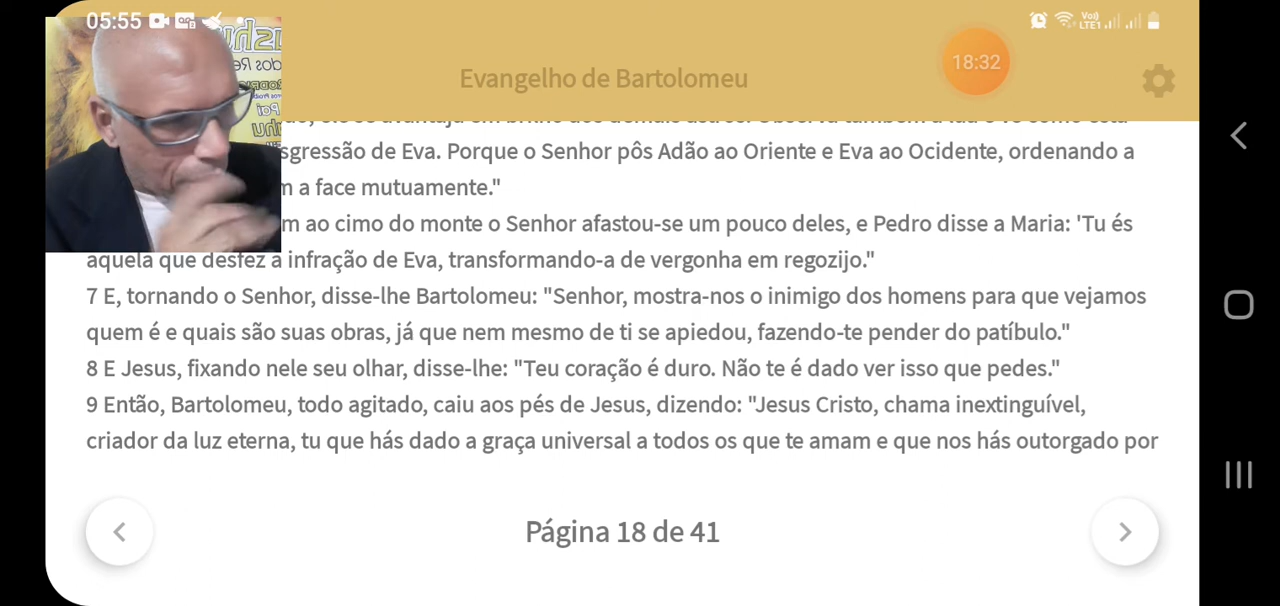 05:55
Voo) LTE1
Evangelho de Bartolomeu
18:32
sgressão de Eva. Porque o Senhor pôs Adão ao Oriente e Eva ao Ocidente, ordenando a
m a face mutuamente."
m ao cimo do monte o Senhor afastou-se um pouco deles, e Pedro disse a Maria: 'Tu és
aquela que desfez a infração de Eva, transformando-a de vergonha em regozijo."
7 E, tornando o Senhor, disse-lhe Bartolomeu: "Senhor, mostra-nos o inimigo dos homens para que vejamos
quem é e quais são suas obras, já que nem mesmo de ti se apiedou, fazendo-te pender do patíbulo."
8 E Jesus, fixando nele seu olhar, disse-lhe: "Teu coração é duro. Não te é dado ver isso que pedes."
9 Então, Bartolomeu, todo agitado, caiu aos pés de Jesus, dizendo: "Jesus Cristo, chama inextinguível,
criador da luz eterna, tu que hás dado a graça universal a todos os que te amam e que nos hás outorgado por
Página 18 de 41